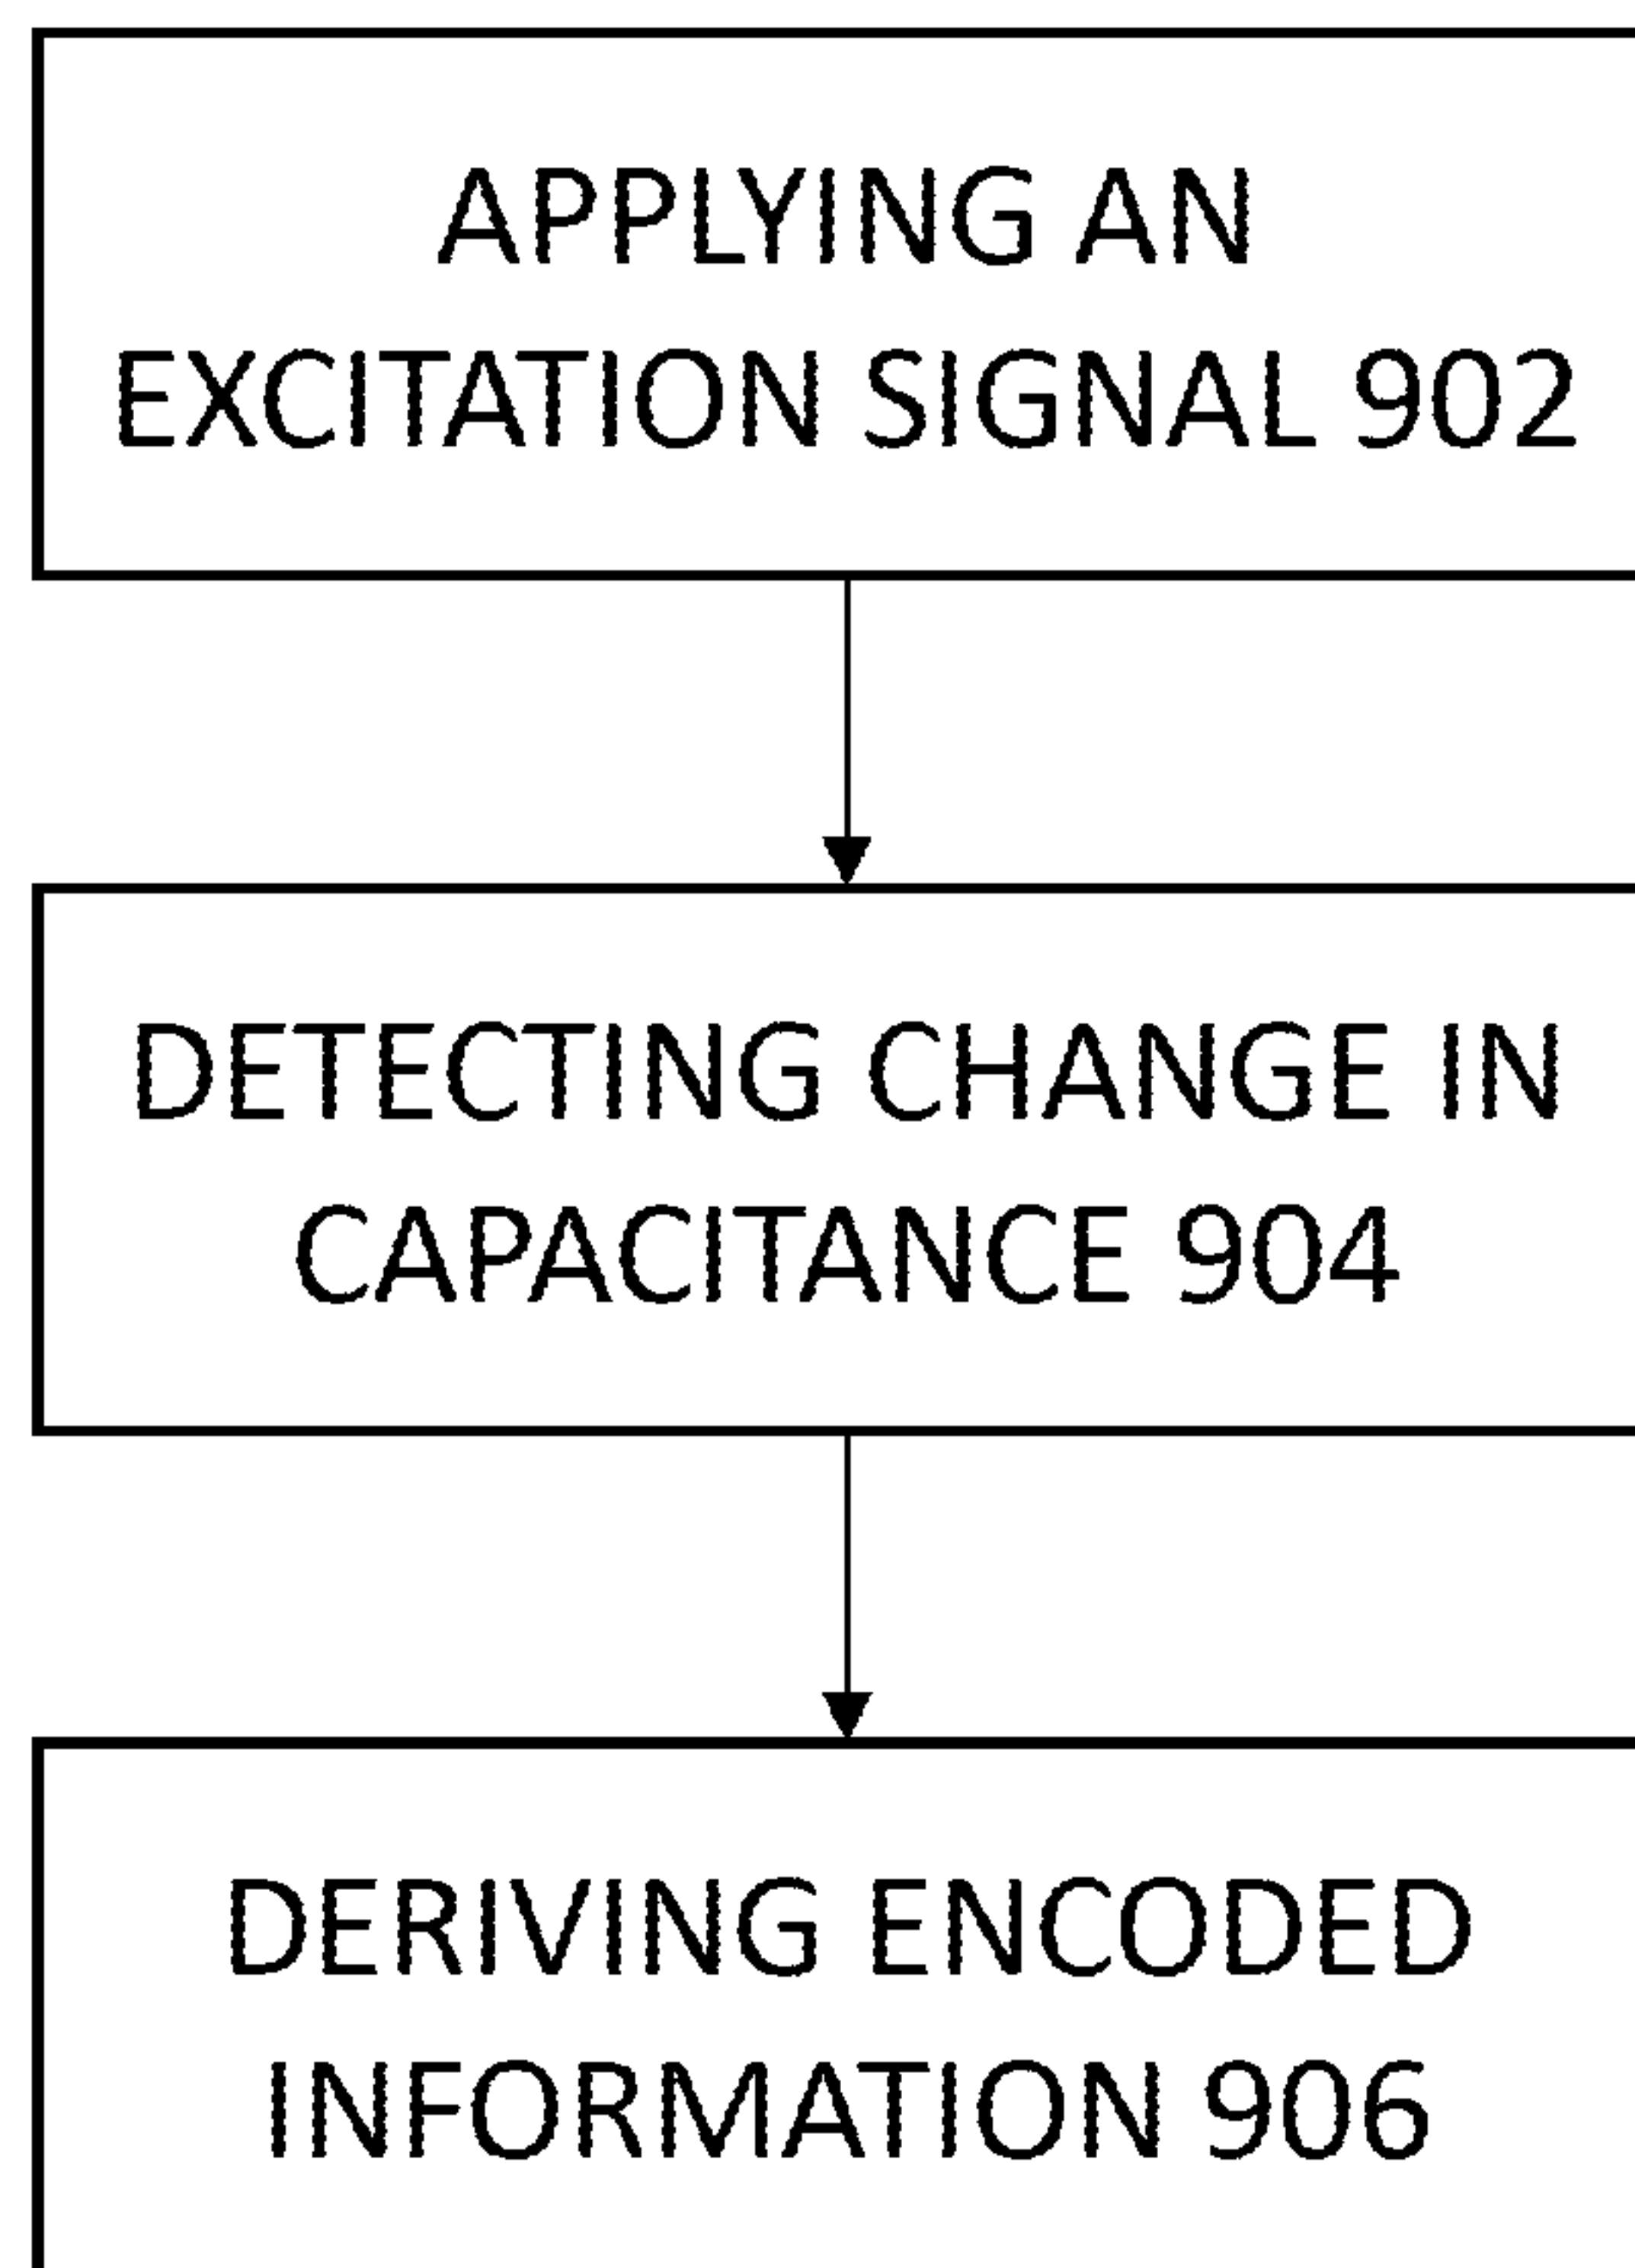 APPLYING AN
EXCITATION SIGNAL 902
DETECTING CHANGE IN
CAPACITANCE 904
DERIVING ENCODED
INFORMATION 906